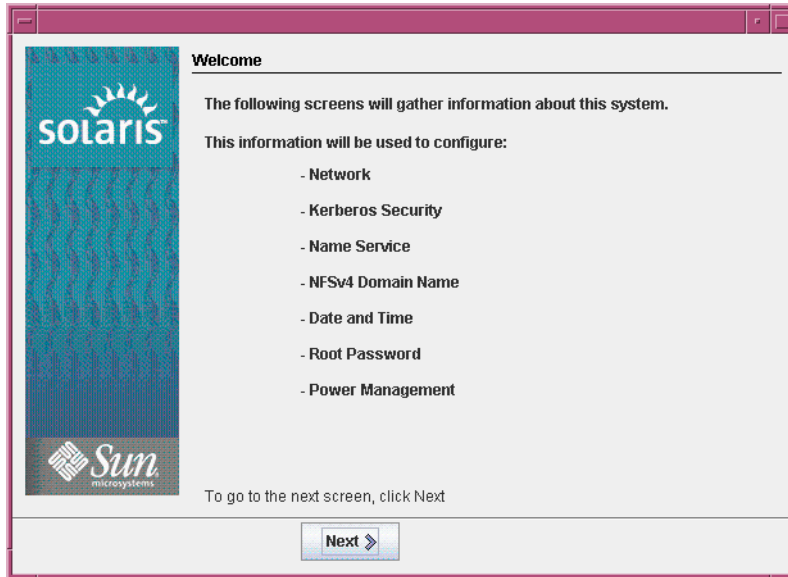 Welcome
solaris
The following screens will gather information about this system.
This information will be used to configure:
- Network
- Kerberos Security
- Name Service
- NFSv4 Domain Name
- Date and Time
- Root Password
- Power Management
Sun
microsystems
To go to the next screen, click Next
Next